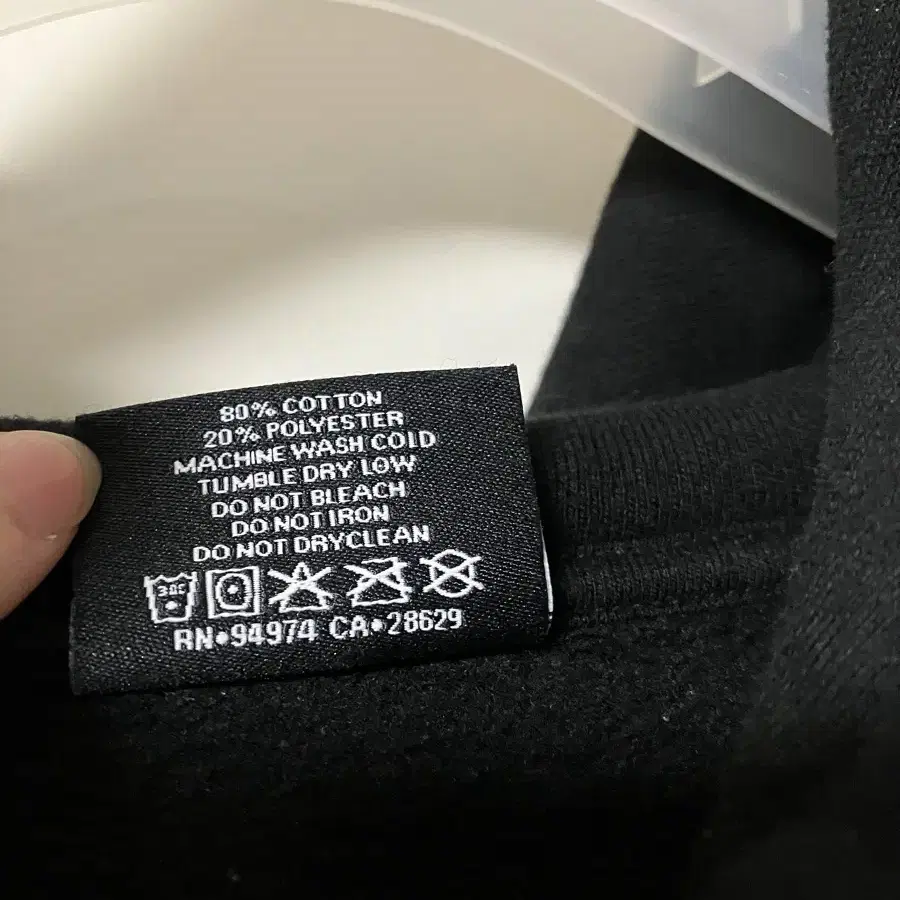 80% COTTON
20% POLYESTER
MACHINE WASH COLD
TUMBLE DRY LOW
DO NOT BLEACH
DO NOT IRON
DO NOT DRYCLEAN
RN•94974 CA•28629